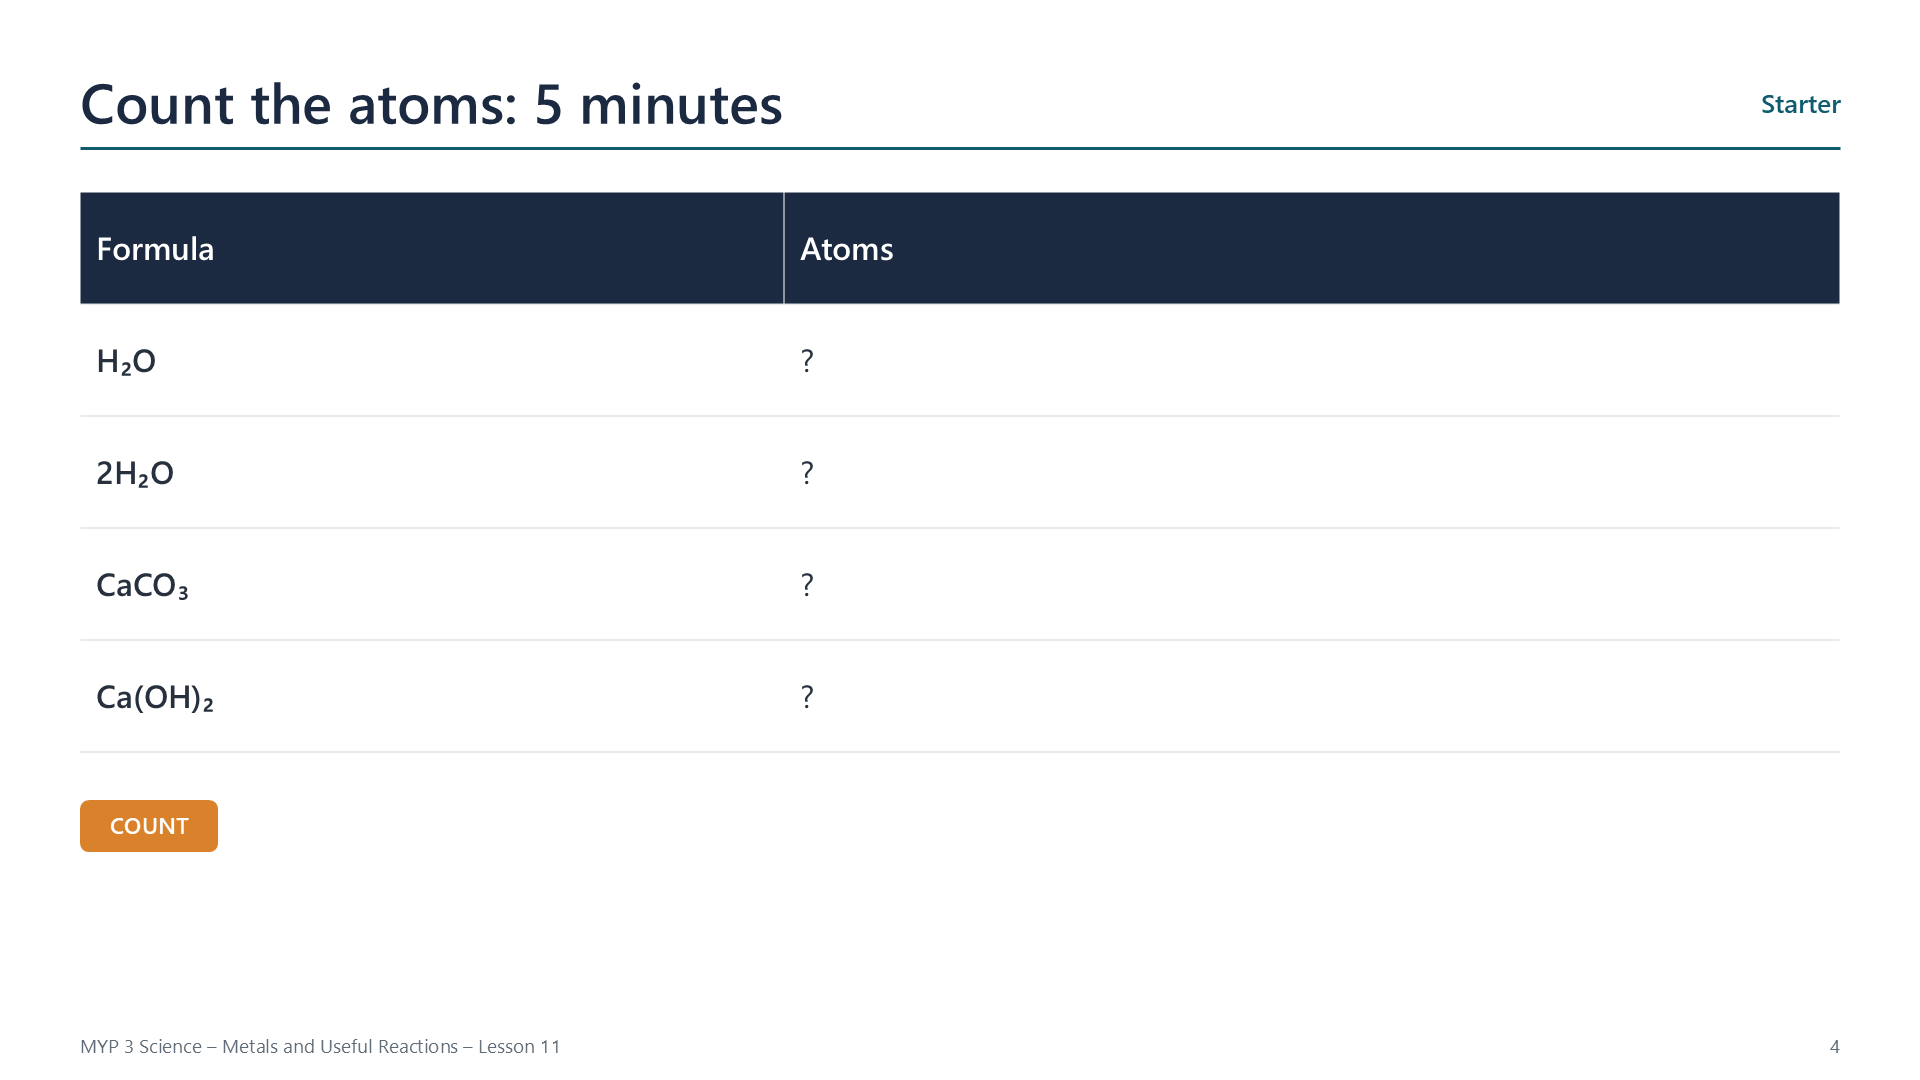 Count the atoms: 5 minutes
Starter
Formula
Atoms
H₂O
?
2H₂O
?
CaCO₃
?
Ca(OH)₂
?
COUNT
MYP 3 Science – Metals and Useful Reactions – Lesson 11
4